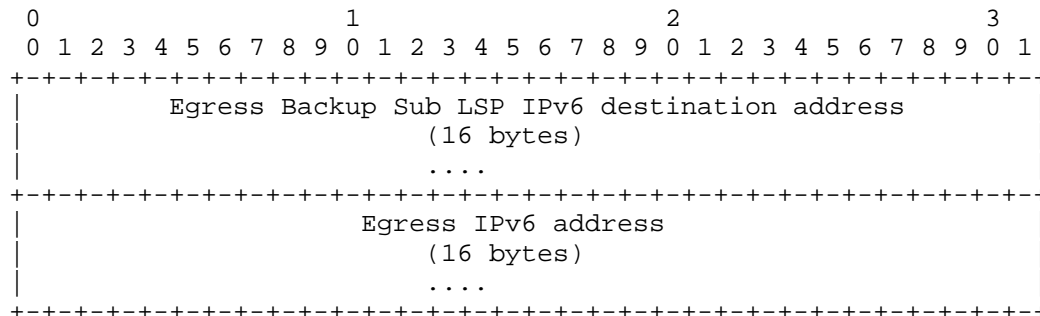 0                   1                   2                   3
 0 1 2 3 4 5 6 7 8 9 0 1 2 3 4 5 6 7 8 9 0 1 2 3 4 5 6 7 8 9 0 1
+-+-+-+-+-+-+-+-+-+-+-+-+-+-+-+-+-+-+-+-+-+-+-+-+-+-+-+-+-+-+-+--
|         Egress Backup Sub LSP IPv6 destination address        |
|                         (16 bytes)                            |
|                         ....                                  |
+-+-+-+-+-+-+-+-+-+-+-+-+-+-+-+-+-+-+-+-+-+-+-+-+-+-+-+-+-+-+-+--
|                     Egress IPv6 address                       |
|                         (16 bytes)                            |
|                         ....                                  |
+-+-+-+-+-+-+-+-+-+-+-+-+-+-+-+-+-+-+-+-+-+-+-+-+-+-+-+-+-+-+-+--